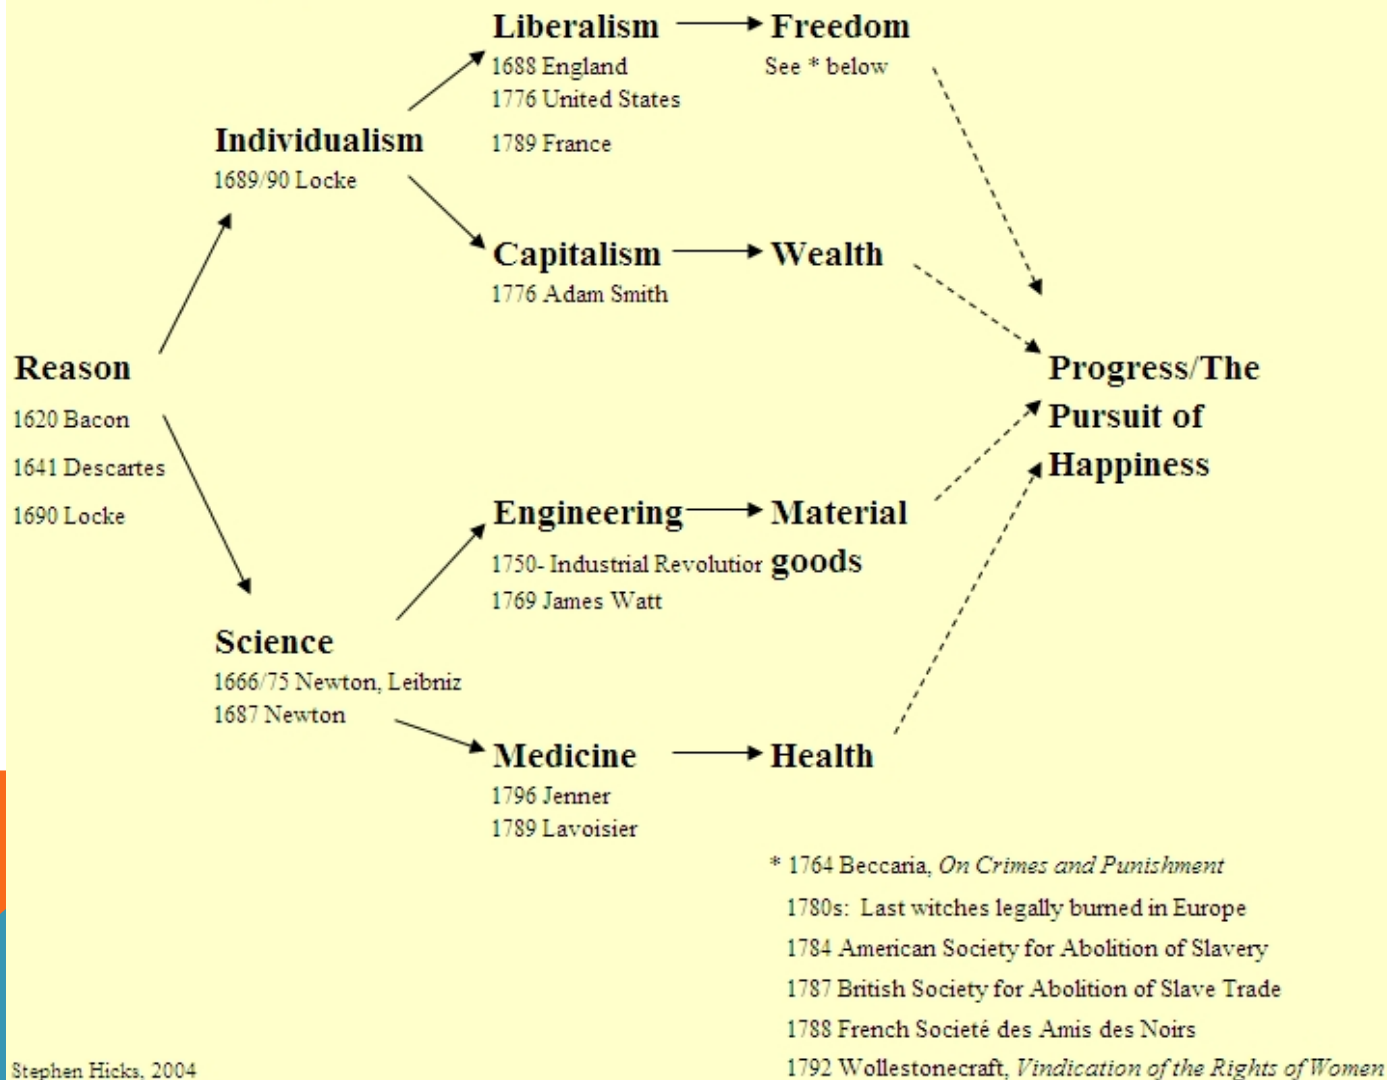 Liberalism
1688 England
1776 United States
1789 France
Freedom
See * below
Individualism
1689/90 Locke
Capitalism
1776 Adam Smith
Wealth
Reason
1620 Bacon
1641 Descartes
1690 Locke
Progress/The
Pursuit of
Happiness
Engineering
1750- Industrial Revolution
1769 James Watt
Material
goods
Science
1666/75 Newton, Leibniz
1687 Newton
Medicine
1796 Jenner
1789 Lavoisier
Health
* 1764 Beccaria, On Crimes and Punishment
1780s: Last witches legally burned in Europe
1784 American Society for Abolition of Slavery
1787 British Society for Abolition of Slave Trade
1788 French Societé des Amis des Noirs
1792 Wollestonecraft, Vindication of the Rights of Women
Stephen Hicks, 2004